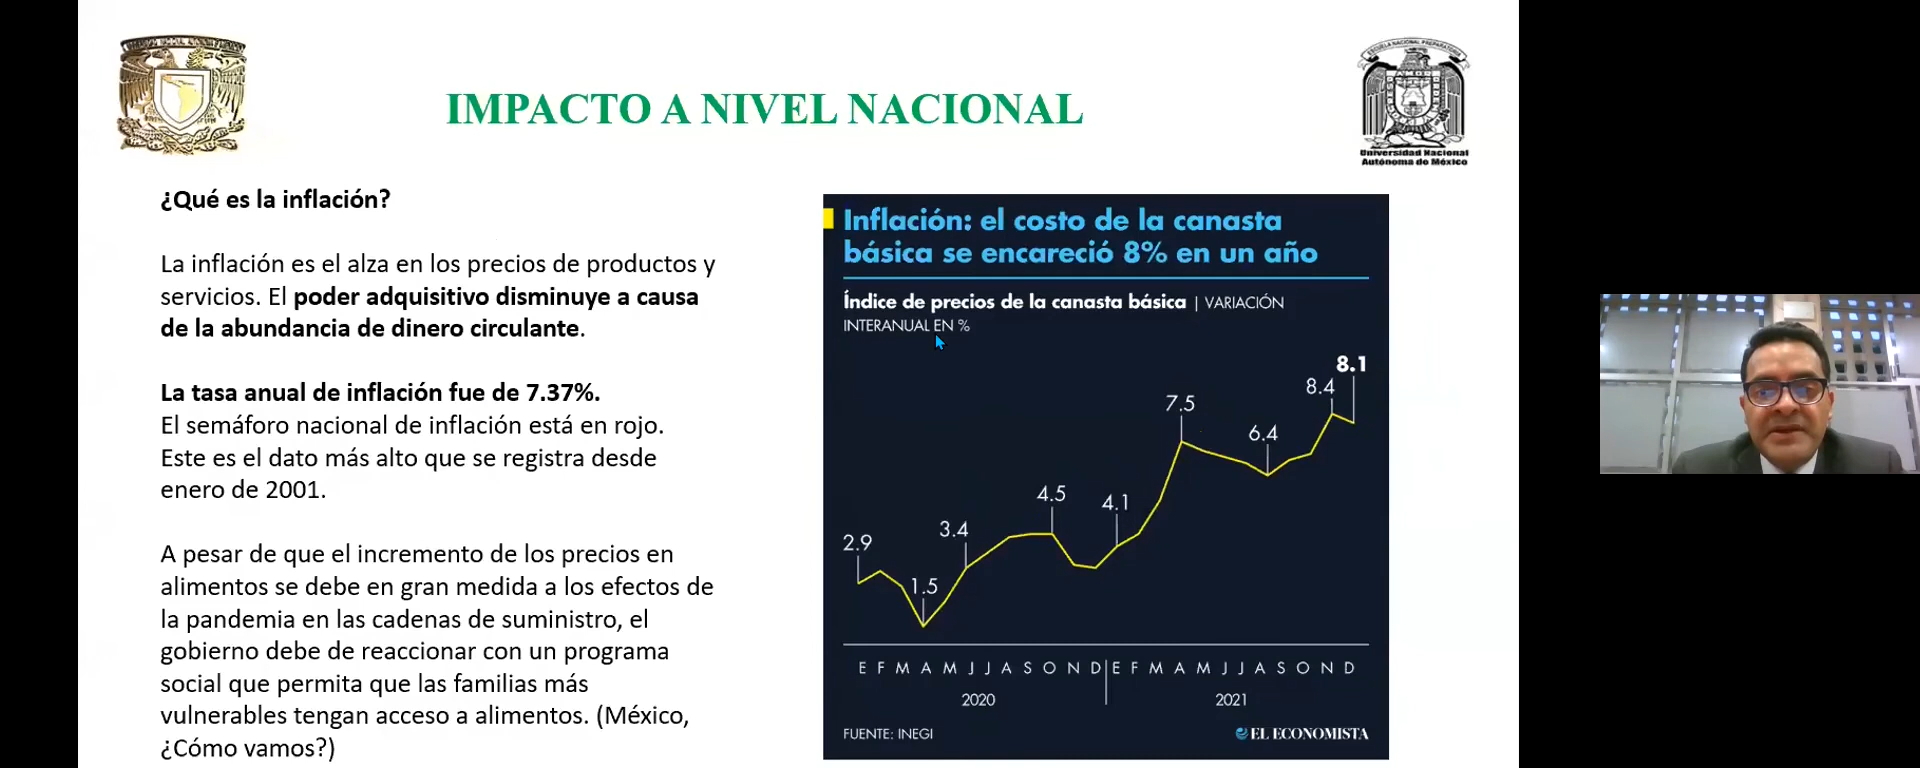 IMPACTO A NIVEL NACIONAL
ESCUELA NACIONAL PREPARATORIA
Universidad Nacional
Autónoma de México
¿Qué es la inflación?
La inflación es el alza en los precios de productos y
servicios. El poder adquisitivo disminuye a causa
de la abundancia de dinero circulante.
La tasa anual de inflación fue de 7.37%.
El semáforo nacional de inflación está en rojo.
Este es el dato más alto que se registra desde
enero de 2001.
A pesar de que el incremento de los precios en
alimentos se debe en gran medida a los efectos de
la pandemia en las cadenas de suministro, el
gobierno debe de reaccionar con un programa
social que permita que las familias más
vulnerables tengan acceso a alimentos. (México,
¿Cómo vamos?)
Inflación: el costo de la canasta
básica se encareció 8% en un año
Índice de precios de la canasta básica | VARIACIÓN
INTERANUAL EN %
2.9
1.5
3.4
4.5
4.1
7.5
6.4
8.4
8.1
E F M A M J J A S O N D E F M A M J J A S O N D
2020 2021
FUENTE: INEGI
EL ECONOMISTA